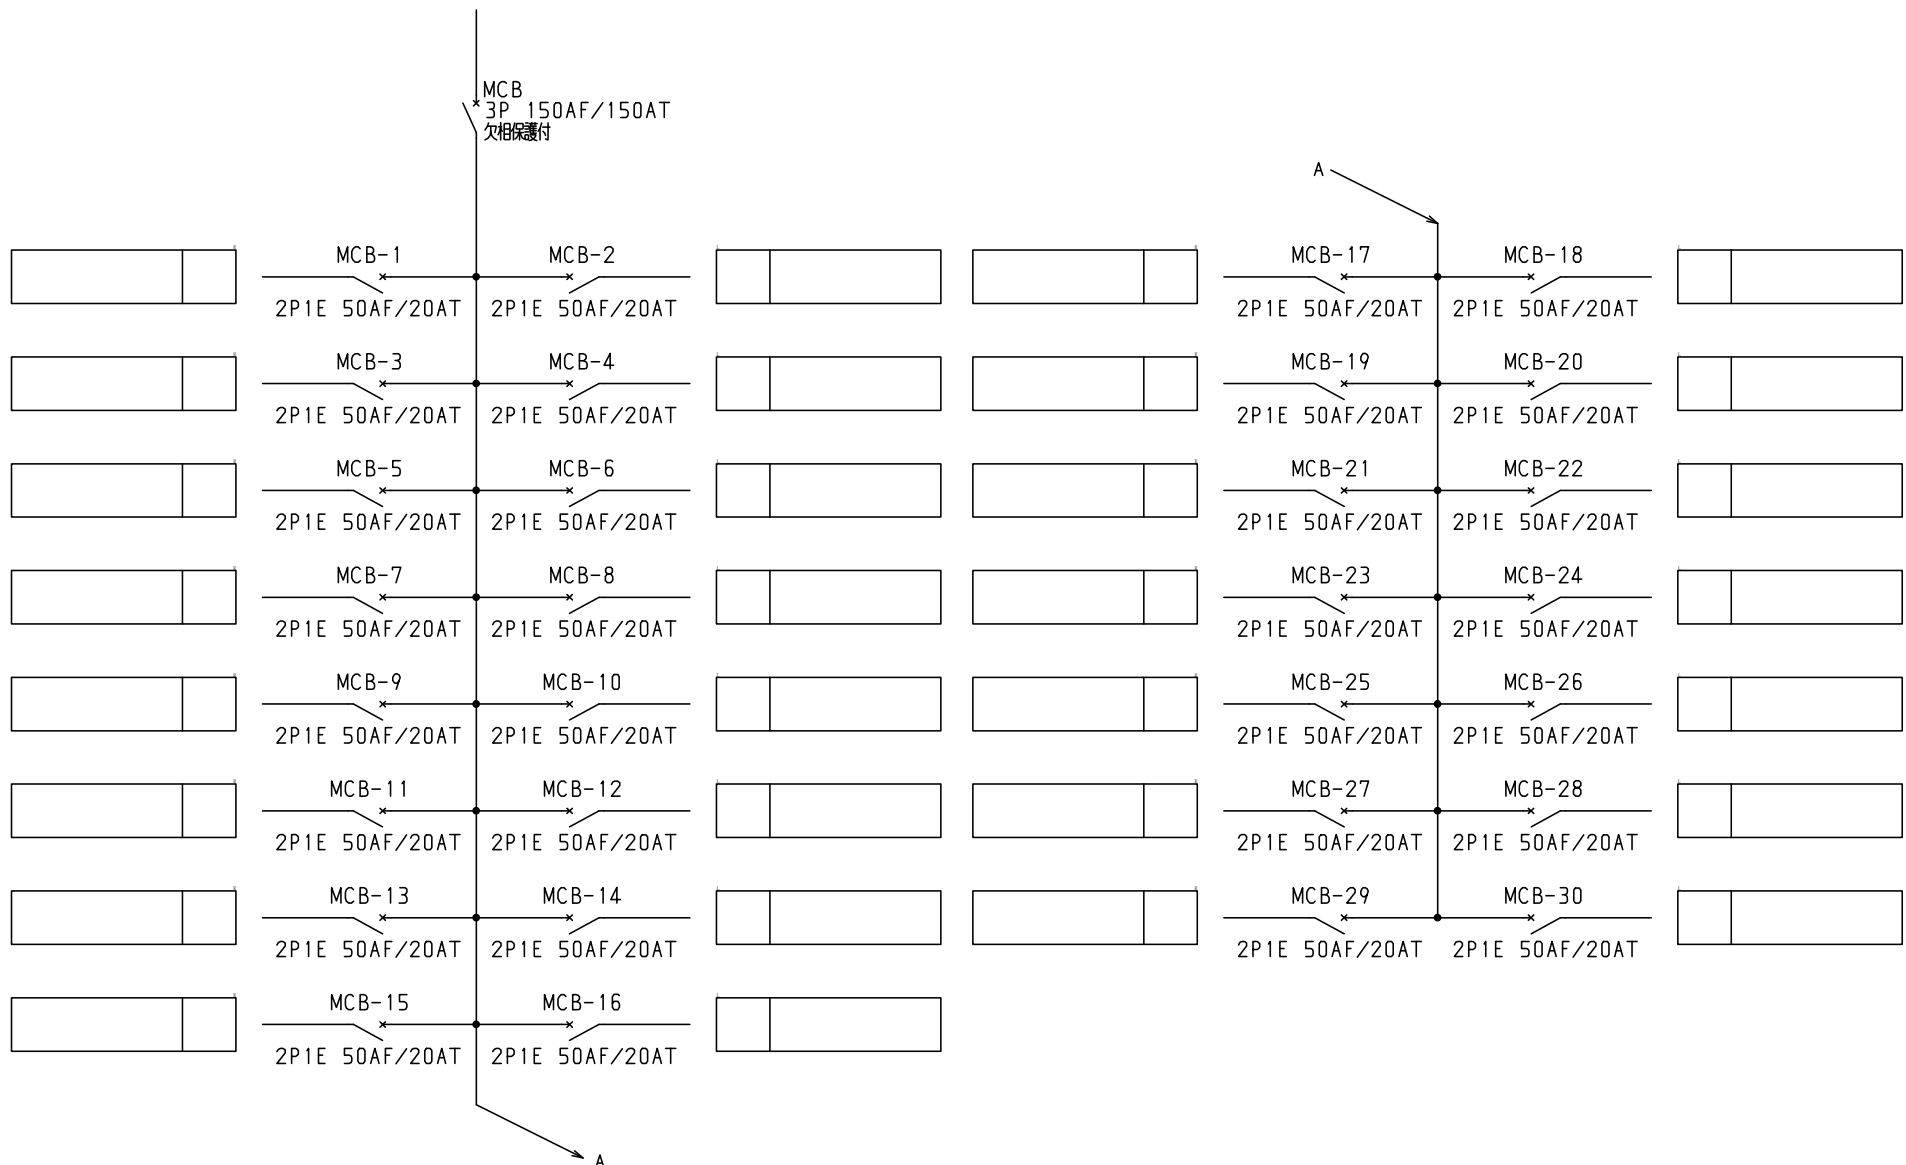 MCB
3P 150AF/150AT
欠相保護付
A
MCB-1 MCB-2 MCB-17 MCB-18
2P1E 50AF/20AT 2P1E 50AF/20AT 2P1E 50AF/20AT 2P1E 50AF/20AT
MCB-3 MCB-4 MCB-19 MCB-20
2P1E 50AF/20AT 2P1E 50AF/20AT 2P1E 50AF/20AT 2P1E 50AF/20AT
MCB-5 MCB-6 MCB-21 MCB-22
2P1E 50AF/20AT 2P1E 50AF/20AT 2P1E 50AF/20AT 2P1E 50AF/20AT
MCB-7 MCB-8 MCB-23 MCB-24
2P1E 50AF/20AT 2P1E 50AF/20AT 2P1E 50AF/20AT 2P1E 50AF/20AT
MCB-9 MCB-10 MCB-25 MCB-26
2P1E 50AF/20AT 2P1E 50AF/20AT 2P1E 50AF/20AT 2P1E 50AF/20AT
MCB-11 MCB-12 MCB-27 MCB-28
2P1E 50AF/20AT 2P1E 50AF/20AT 2P1E 50AF/20AT 2P1E 50AF/20AT
MCB-13 MCB-14 MCB-29 MCB-30
2P1E 50AF/20AT 2P1E 50AF/20AT 2P1E 50AF/20AT 2P1E 50AF/20AT
MCB-15 MCB-16
2P1E 50AF/20AT 2P1E 50AF/20AT
A